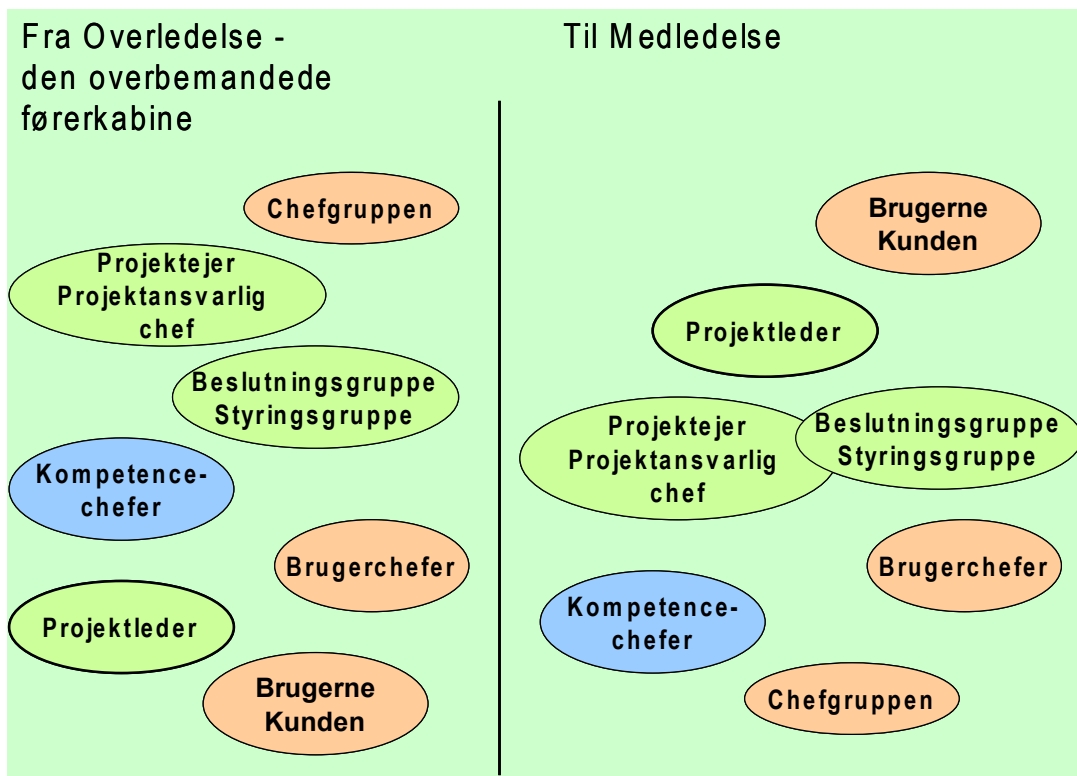 Fra Overledelse -
den overbemandede
førerkabine
Chefgruppen
Projektejer
Projektansvarlig
chef
Beslutningsgruppe
Styringsgruppe
Kompetence-
chefer
Brugerchefer
Projektleder
Brugerne
Kunden
Til Medledelse
Brugerne
Kunden
Projektleder
Projektejer
Projektansvarlig
chef
Beslutningsgruppe
Styringsgruppe
Brugerchefer
Kompetence-
chefer
Chefgruppen